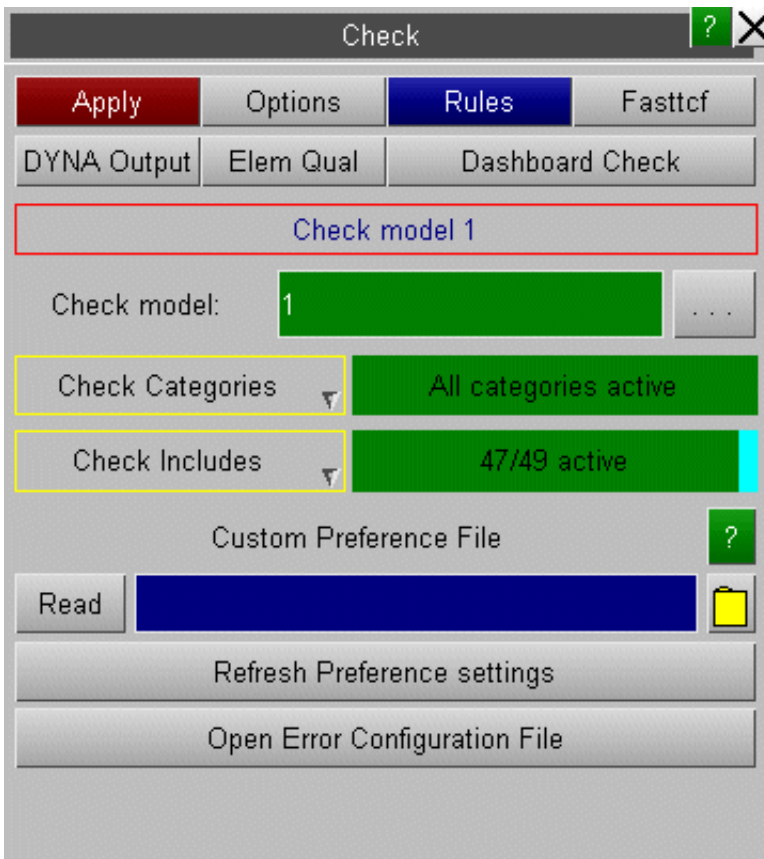 Check ?
Apply Options Rules Fasttcf
DYNA Output Elem Qual Dashboard Check
Check model 1
Check model: 1 ...
Check Categories All categories active
Check Includes 47/49 active
Custom Preference File ?
Read
Refresh Preference settings
Open Error Configuration File